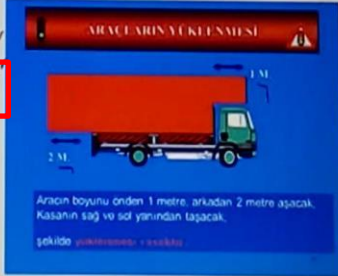 ARAÇLARIN YÜKLENMESİ
1 M.
2 M.
Aracın boyunu önden 1 metre, arkadan 2 metre aşacak,
Kasanın sağ ve sol yanından taşacak,
şekilde